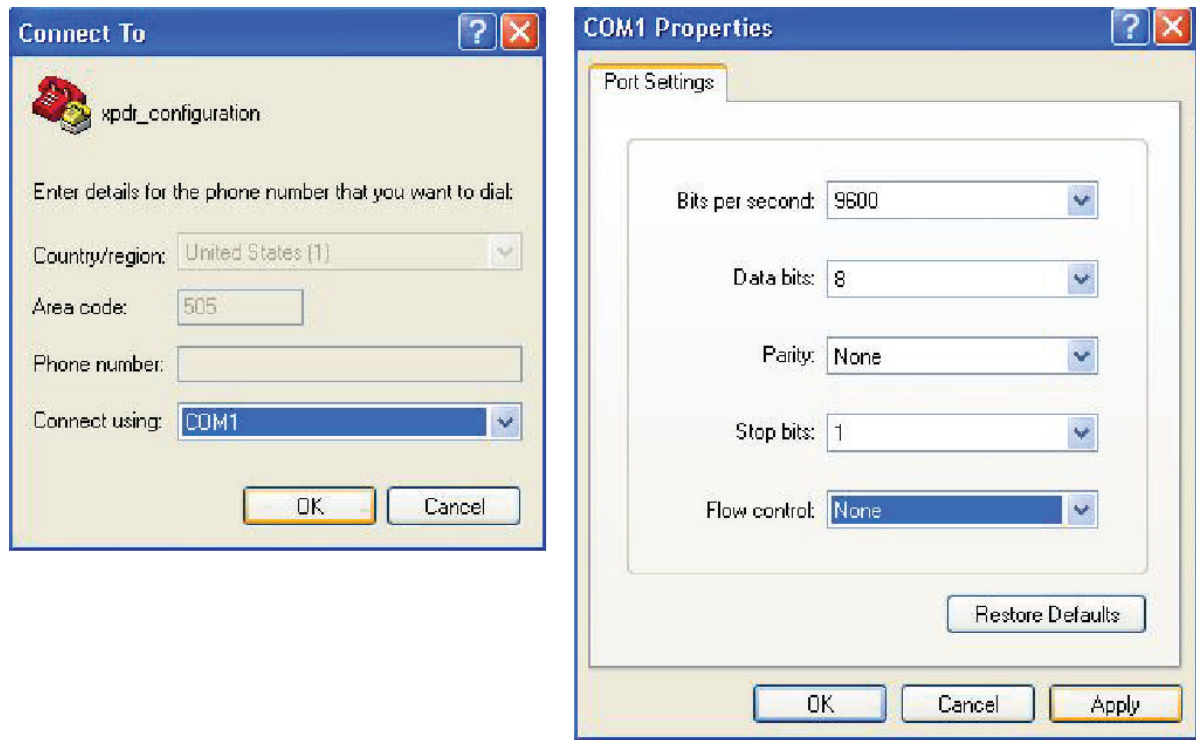 Connect To
xpdr_configuration
Enter details for the phone number that you want to dial:
Country/region: United States (1)
Area code: 505
Phone number:
Connect using: COM1
OK Cancel
COM1 Properties
Port Settings
Bits per second: 9600
Data bits: 8
Parity: None
Stop bits: 1
Flow control: None
Restore Defaults
OK Cancel Apply